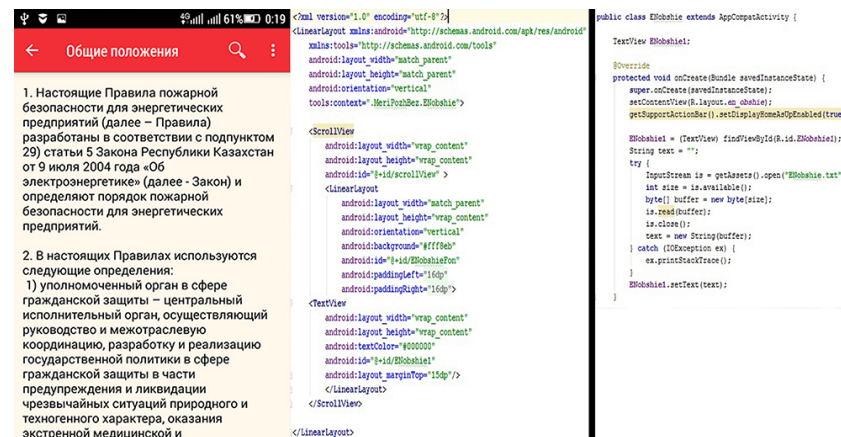 4G 61% 0:19
Общие положения
1. Настоящие Правила пожарной
безопасности для энергетических
предприятий (далее – Правила)
разработаны в соответствии с подпунктом
29) статьи 5 Закона Республики Казахстан
от 9 июля 2004 года «Об
электроэнергетике» (далее - Закон) и
определяют порядок пожарной
безопасности для энергетических
предприятий.
2. В настоящих Правилах используются
следующие определения:
1) уполномоченный орган в сфере
гражданской защиты – центральный
исполнительный орган, осуществляющий
руководство и межотраслевую
координацию, разработку и реализацию
государственной политики в сфере
гражданской защиты в части
предупреждения и ликвидации
чрезвычайных ситуаций природного и
техногенного характера, оказания
экстренной медицинской и
<?xml version="1.0" encoding="utf-8"?>
<LinearLayout xmlns:android="http://schemas.android.com/apk/res/android"
xmlns:tools="http://schemas.android.com/tools"
android:layout_width="match_parent"
android:layout_height="match_parent"
android:orientation="vertical"
tools:context=".MeriPozhBez.ENobshie">
<ScrollView
android:layout_width="wrap_content"
android:layout_height="wrap_content"
android:id="@+id/scrollView" >
<LinearLayout
android:layout_width="match_parent"
android:layout_height="wrap_content"
android:orientation="vertical"
android:background="#fff8eb"
android:id="@+id/ENobshieFon"
android:paddingLeft="16dp"
android:paddingRight="16dp">
<TextView
android:layout_width="wrap_content"
android:layout_height="wrap_content"
android:textColor="#000000"
android:id="@+id/ENobshie1"
android:layout_marginTop="15dp"/>
</LinearLayout>
</ScrollView>
</LinearLayout>
public class ENobshie extends AppCompatActivity {
TextView ENobshie1;
@Override
protected void onCreate(Bundle savedInstanceState) {
super.onCreate(savedInstanceState);
setContentView(R.layout.en_obshie);
getSupportActionBar().setDisplayHomeAsUpEnabled(true
ENobshie1 = (TextView) findViewById(R.id.ENobshie1);
String text = "";
try {
InputStream is = getAssets().open("ENobshie.txt"
int size = is.available();
byte[] buffer = new byte[size];
is.read(buffer);
is.close();
text = new String(buffer);
} catch (IOException ex) {
ex.printStackTrace();
}
ENobshie1.setText(text);
}